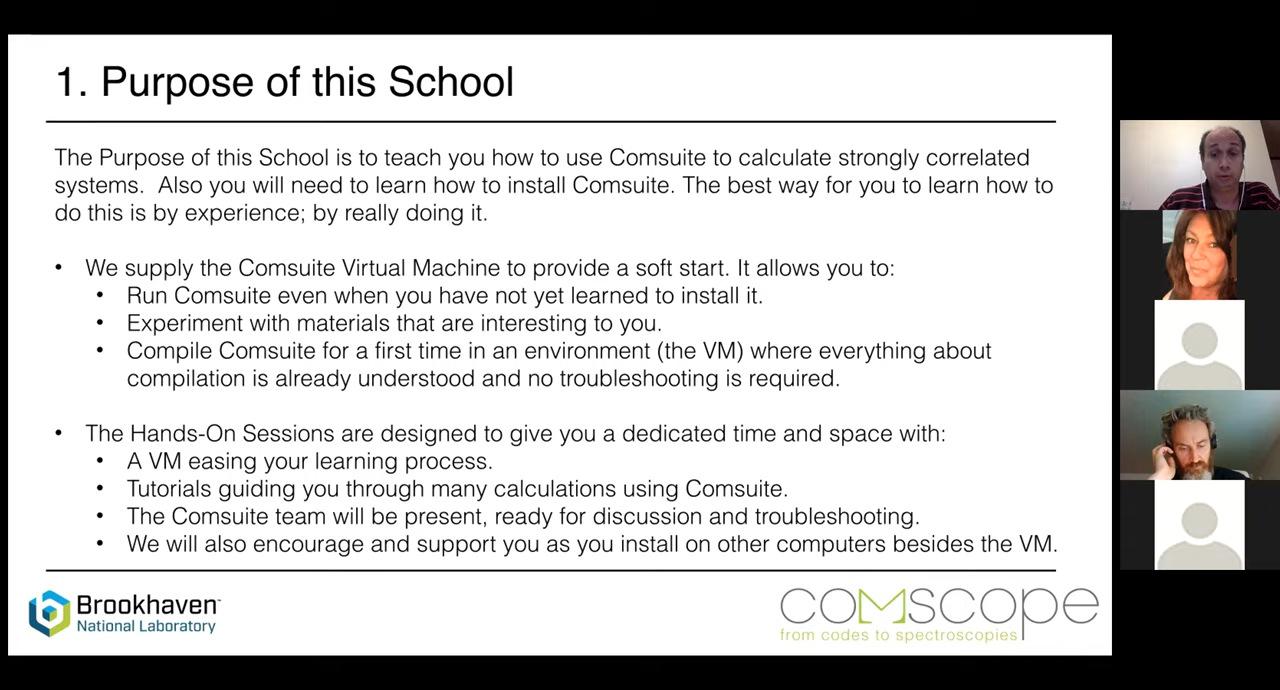 1. Purpose of this School
The Purpose of this School is to teach you how to use Comsuite to calculate strongly correlated
systems.  Also you will need to learn how to install Comsuite. The best way for you to learn how to
do this is by experience; by really doing it.
• We supply the Comsuite Virtual Machine to provide a soft start. It allows you to:
• Run Comsuite even when you have not yet learned to install it.
• Experiment with materials that are interesting to you.
• Compile Comsuite for a first time in an environment (the VM) where everything about
compilation is already understood and no troubleshooting is required.
• The Hands-On Sessions are designed to give you a dedicated time and space with:
• A VM easing your learning process.
• Tutorials guiding you through many calculations using Comsuite.
• The Comsuite team will be present, ready for discussion and troubleshooting.
• We will also encourage and support you as you install on other computers besides the VM.
Brookhaven™
National Laboratory
comscope
from codes to spectroscopies